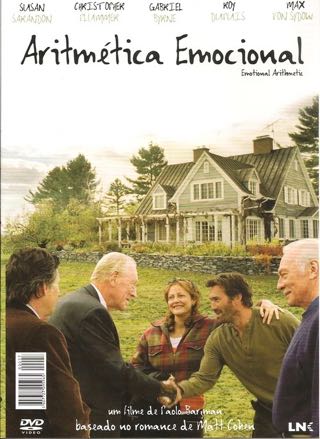 SUSAN SARANDON
CHRISTOPHER PLUMMER
GABRIEL BYRNE
ROY DUPUIS
MAX VON SYDOW
Aritmética Emocional
Emotional Arithmetic
um filme de Paolo Barzman
baseado no romance de Matt Cohen
DVD
VIDEO
LNK